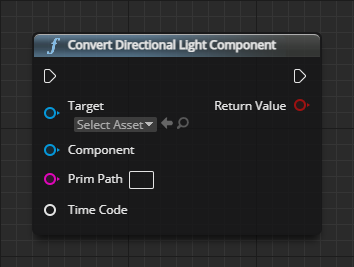 Convert Directional Light Component
Target
Return Value
Select Asset
Component
Prim Path
Time Code